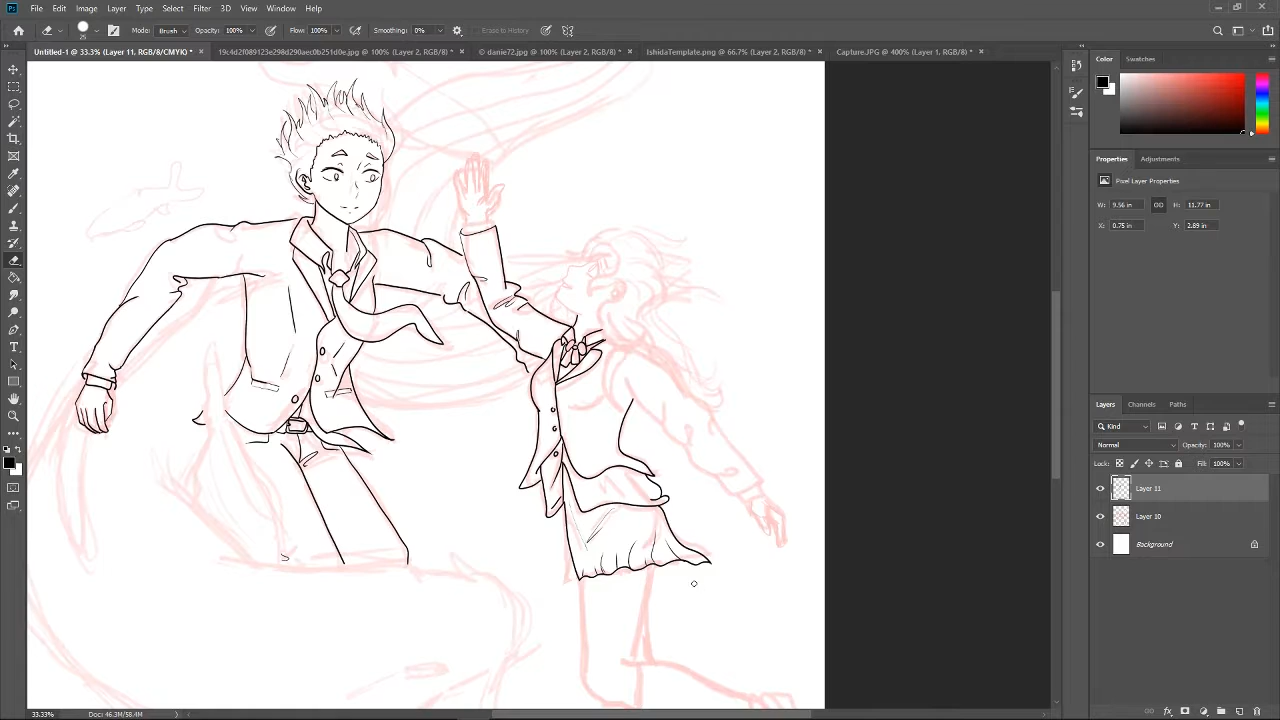 Ps File Edit Image Layer Type Select Filter 3D View Window Help
25 Mode: Brush Opacity: 100% Flow: 100% Smoothing: 0% Erase to History
Untitled-1 @ 33.3% (Layer 11, RGB/8/CMYK) * × 19c4d2f089123e298d290aec0b251d0e.jpg @ 100% (Layer 2, RGB/8) * × © danie72.jpg @ 100% (Layer 2, RGB/8) * × IshidaTemplate.png @ 66.7% (Layer 2, RGB/8) * × Capture.JPG @ 400% (Layer 1, RGB/8) * ×
Color Swatches
Properties Adjustments
Pixel Layer Properties
W: 9.56 in H: 11.77 in
X: 0.75 in Y: 2.89 in
Layers Channels Paths
Kind
Normal Opacity: 100%
Lock: Fill: 100%
Layer 11
Layer 10
Background
33.33% Doc: 46.3M/58.4M